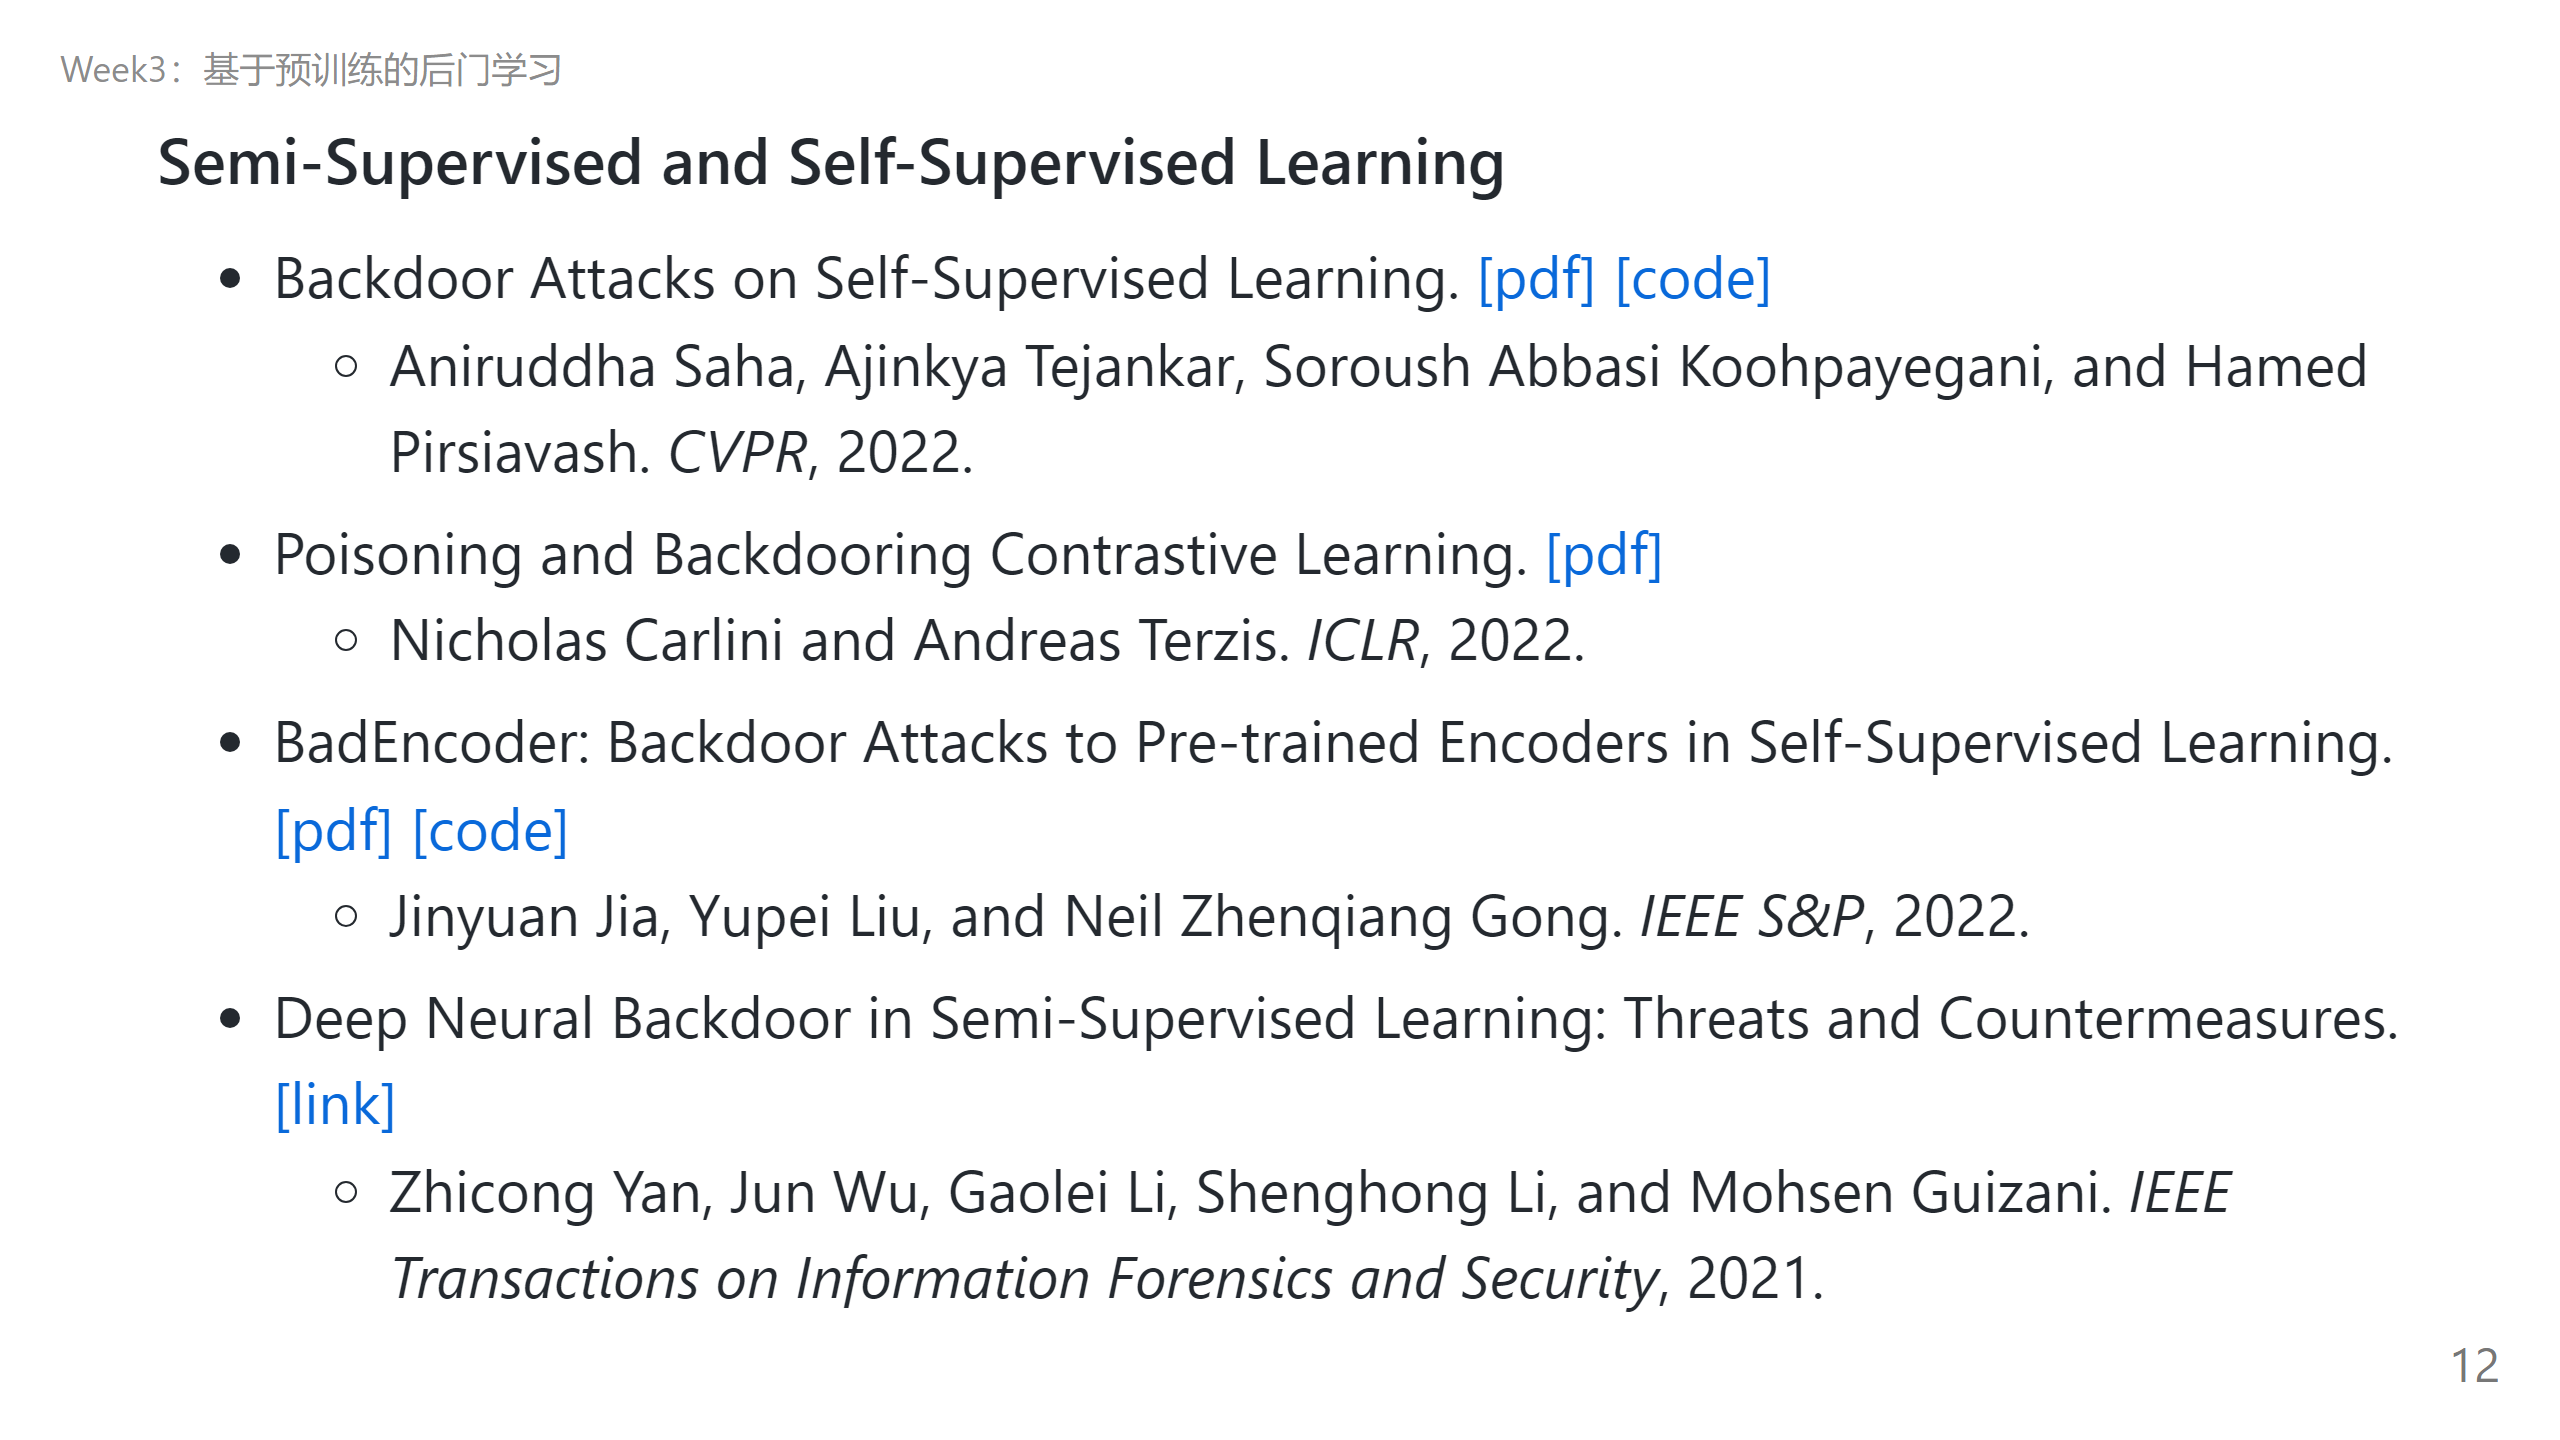 Week3：基于预训练的后门学习
Semi-Supervised and Self-Supervised Learning
• Backdoor Attacks on Self-Supervised Learning. [pdf] [code]
○ Aniruddha Saha, Ajinkya Tejankar, Soroush Abbasi Koohpayegani, and Hamed
Pirsiavash. CVPR, 2022.
• Poisoning and Backdooring Contrastive Learning. [pdf]
○ Nicholas Carlini and Andreas Terzis. ICLR, 2022.
• BadEncoder: Backdoor Attacks to Pre-trained Encoders in Self-Supervised Learning.
[pdf] [code]
○ Jinyuan Jia, Yupei Liu, and Neil Zhenqiang Gong. IEEE S&P, 2022.
• Deep Neural Backdoor in Semi-Supervised Learning: Threats and Countermeasures.
[link]
○ Zhicong Yan, Jun Wu, Gaolei Li, Shenghong Li, and Mohsen Guizani. IEEE
Transactions on Information Forensics and Security, 2021.
12